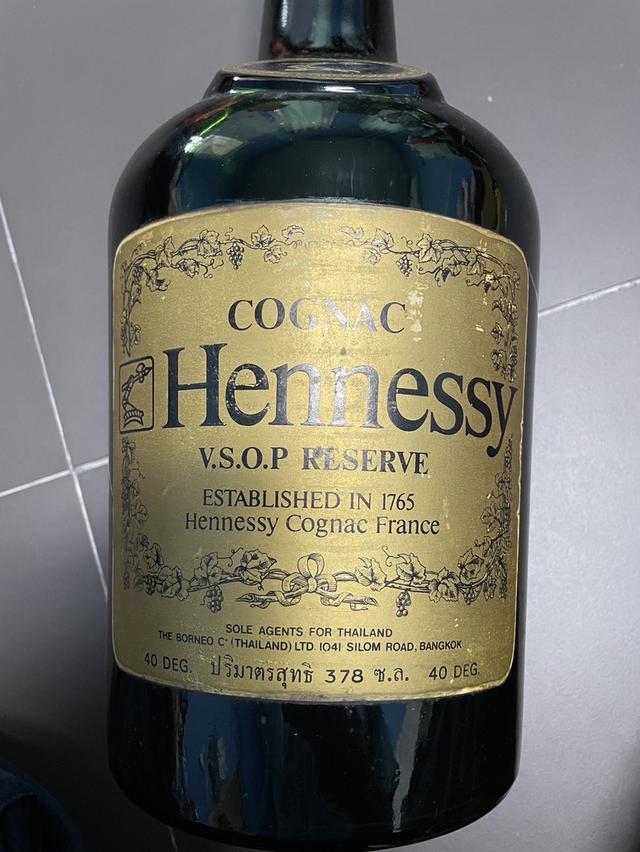 COGNAC
Hennessy
V.S.O.P RESERVE
ESTABLISHED IN 1765
Hennessy Cognac France
SOLE AGENTS FOR THAILAND
THE BORNEO Cº (THAILAND) LTD. 1041 SILOM ROAD, BANGKOK
40 DEG. ปริมาตรสุทธิ 378 ซ.ล. 40 DEG.